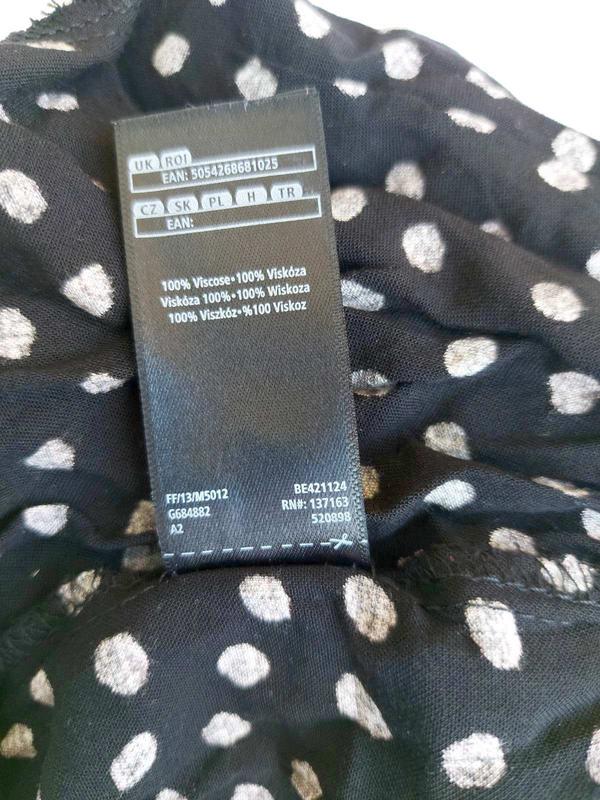 UK ROI
EAN: 5054268681025
CZ SK PL H TR
EAN:
100% Viscose•100% Viskóza
Viskóza 100%•100% Wiskoza
100% Viszkóz•%100 Viskoz
FF/13/M5012
G684882
A2
BE421124
RN#: 137163
520898